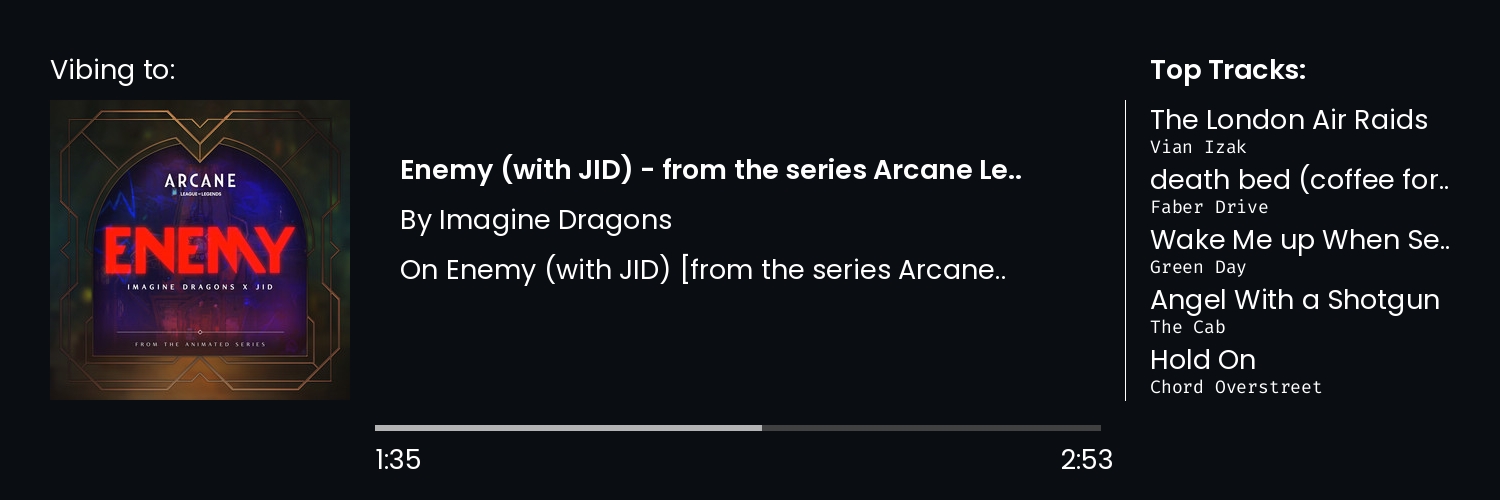 Vibing to:
ARCANE
LEAGUE OF LEGENDS
ENEMY
IMAGINE DRAGONS X JID
FROM THE ANIMATED SERIES
Enemy (with JID) - from the series Arcane Le..
By Imagine Dragons
On Enemy (with JID) [from the series Arcane..
1:35
2:53
Top Tracks:
The London Air Raids
Vian Izak
death bed (coffee for..
Faber Drive
Wake Me up When Se..
Green Day
Angel With a Shotgun
The Cab
Hold On
Chord Overstreet